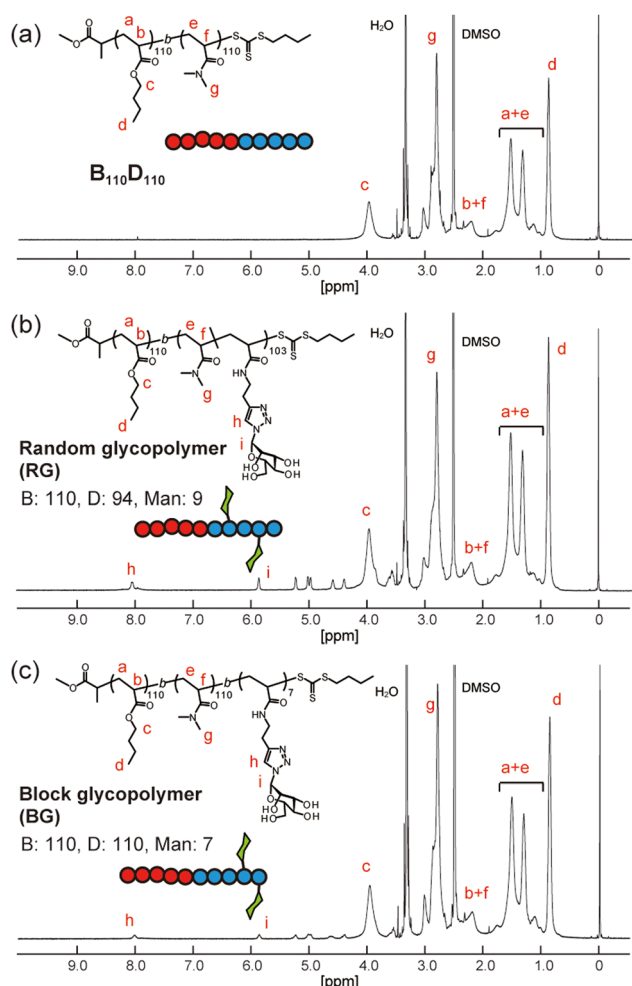 (a)
a
b
b
110
e
f
110
O
O
O
O
N
O
S
S
S
c
d
g
B110D110
H2O
DMSO
g
a+e
d
c
b+f
9.0 8.0 7.0 6.0 5.0 4.0 3.0 2.0 1.0 0
[ppm]
(b)
a
b
b
110
e
f
103
O
O
O
O
N
O
O
HN
S
S
S
c
d
g
h
N
N
N
i
O
OH
HO
OH
HO
Random glycopolymer
(RG)
B: 110, D: 94, Man: 9
H2O
DMSO
g
d
a+e
c
b+f
h
i
9.0 8.0 7.0 6.0 5.0 4.0 3.0 2.0 1.0 0
[ppm]
(c)
a
b
b
110
e
f
b
110
7
O
O
O
O
N
O
O
NH
S
S
S
c
d
g
h
N
N
N
i
O
OH
HO
OH
HO
Block glycopolymer
(BG)
B: 110, D: 110, Man: 7
H2O
DMSO
g
d
a+e
c
b+f
h
i
9.0 8.0 7.0 6.0 5.0 4.0 3.0 2.0 1.0 0
[ppm]